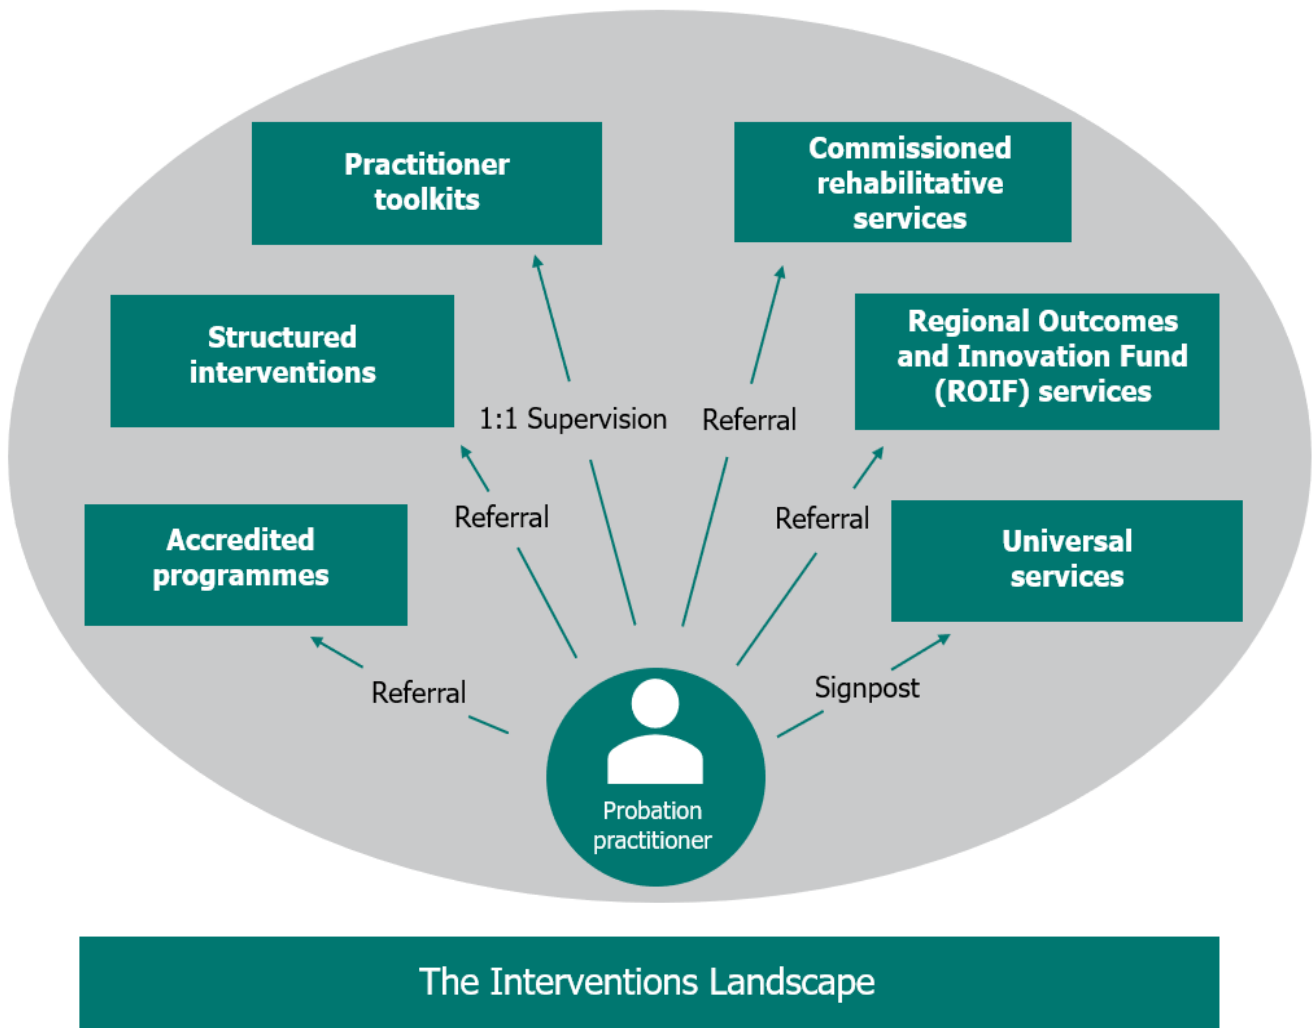 Practitioner
toolkits
Commissioned
rehabilitative
services
Structured
interventions
Regional Outcomes
and Innovation Fund
(ROIF) services
1:1 Supervision
Referral
Referral
Referral
Accredited
programmes
Universal
services
Referral
Signpost
Probation
practitioner
The Interventions Landscape